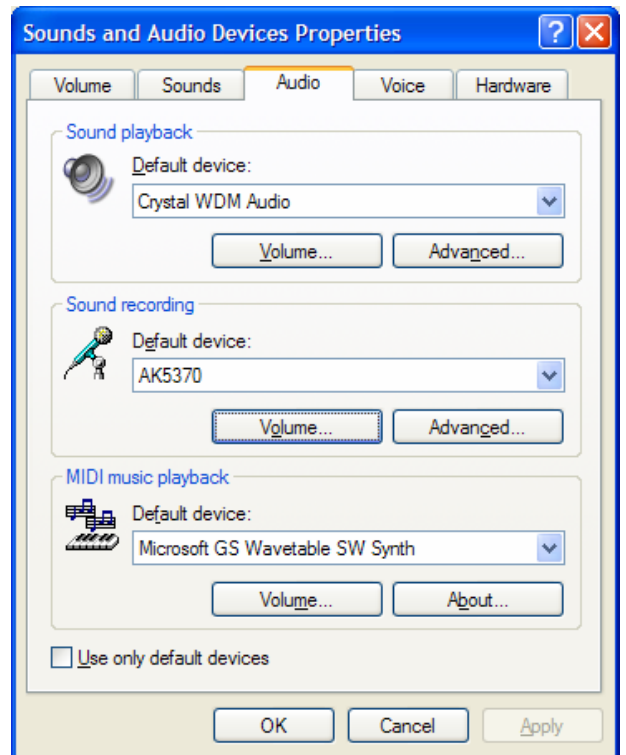 Sounds and Audio Devices Properties
Volume Sounds Audio Voice Hardware
Sound playback
Default device:
Crystal WDM Audio
Volume... Advanced...
Sound recording
Default device:
AK5370
Volume... Advanced...
MIDI music playback
Default device:
Microsoft GS Wavetable SW Synth
Volume... About...
Use only default devices
OK Cancel Apply